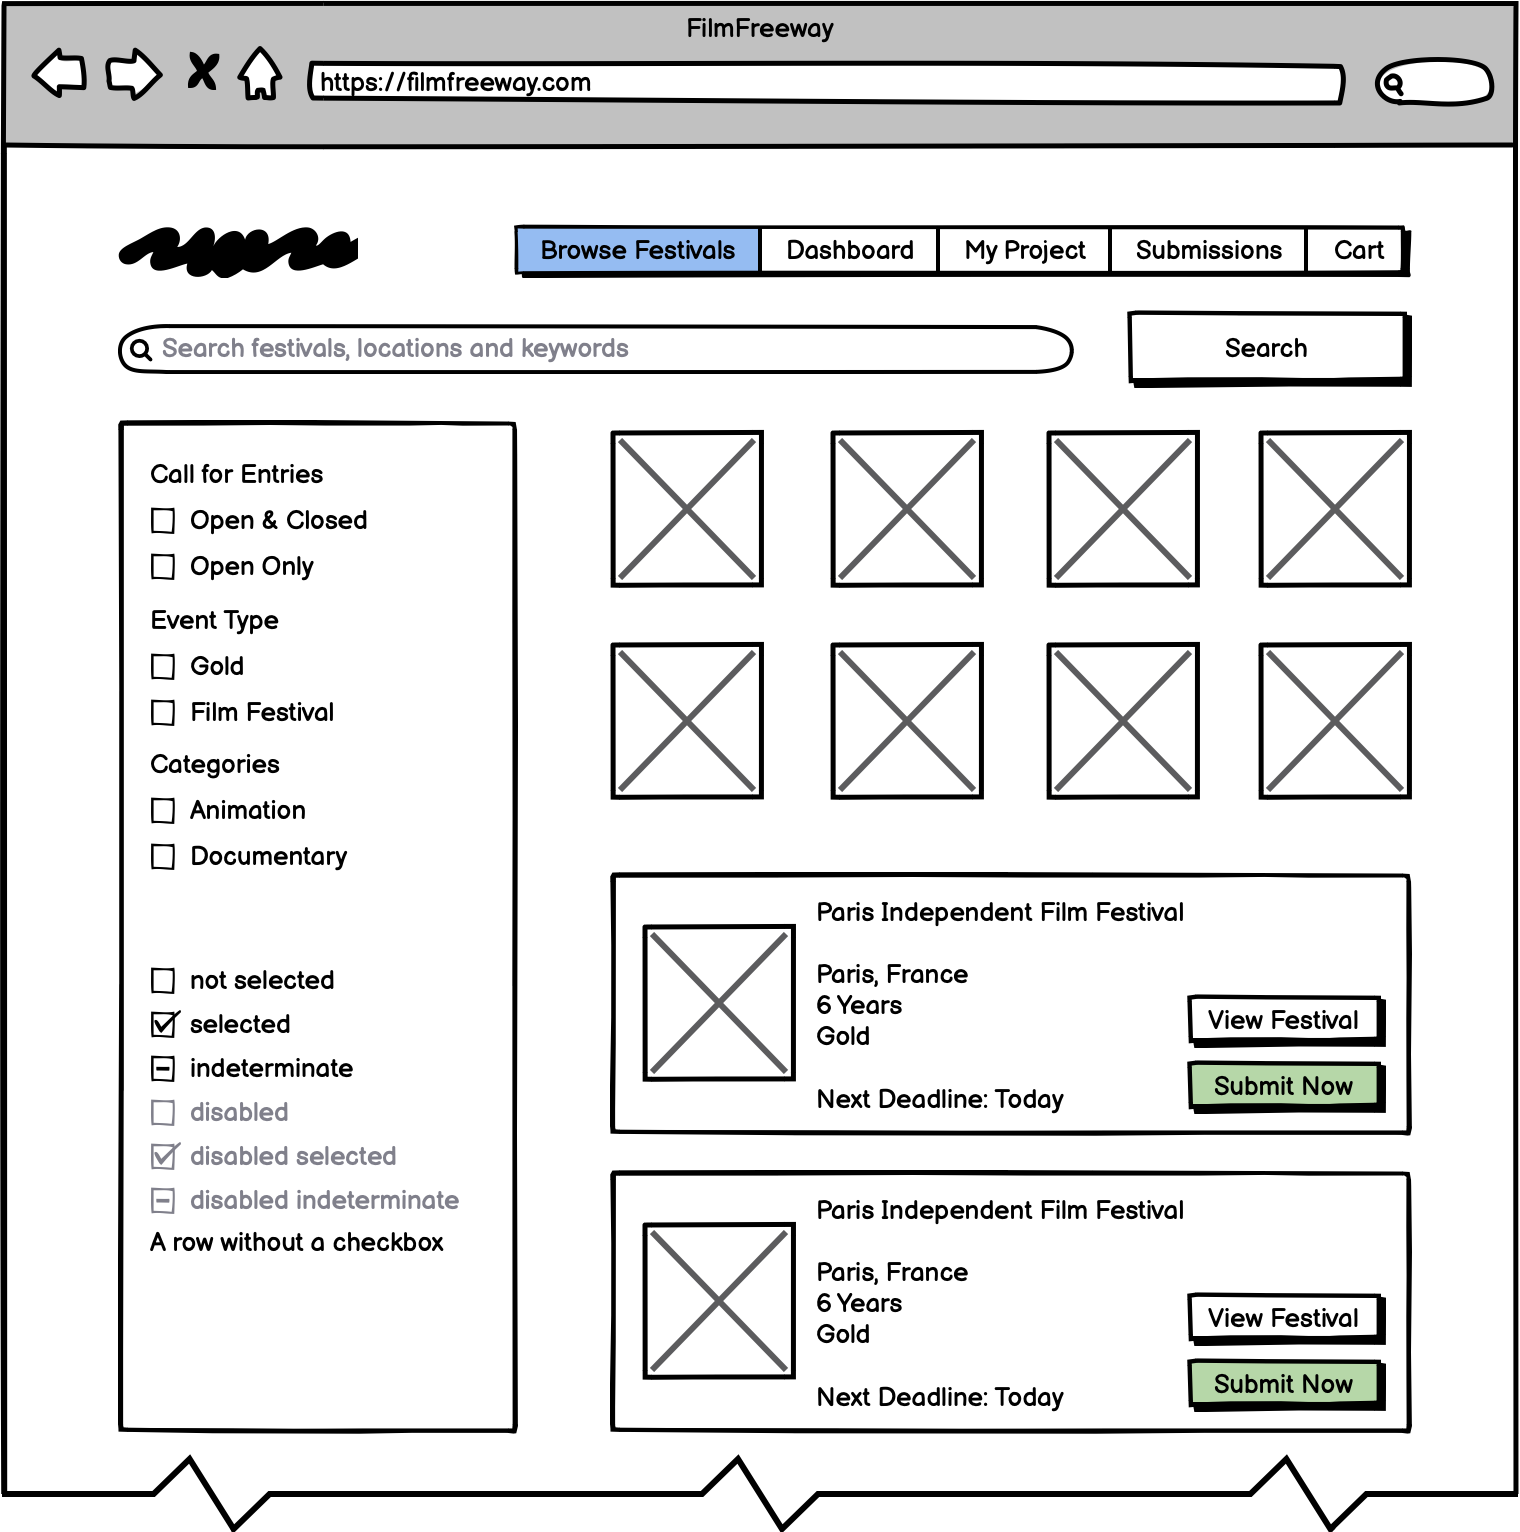 FilmFreeway
https://filmfreeway.com
Browse Festivals Dashboard My Project Submissions Cart
Search festivals, locations and keywords
Search
Call for Entries
Open & Closed
Open Only
Event Type
Gold
Film Festival
Categories
Animation
Documentary
not selected
selected
indeterminate
disabled
disabled selected
disabled indeterminate
A row without a checkbox
Paris Independent Film Festival
Paris, France
6 Years
Gold
Next Deadline: Today
View Festival
Submit Now
Paris Independent Film Festival
Paris, France
6 Years
Gold
Next Deadline: Today
View Festival
Submit Now